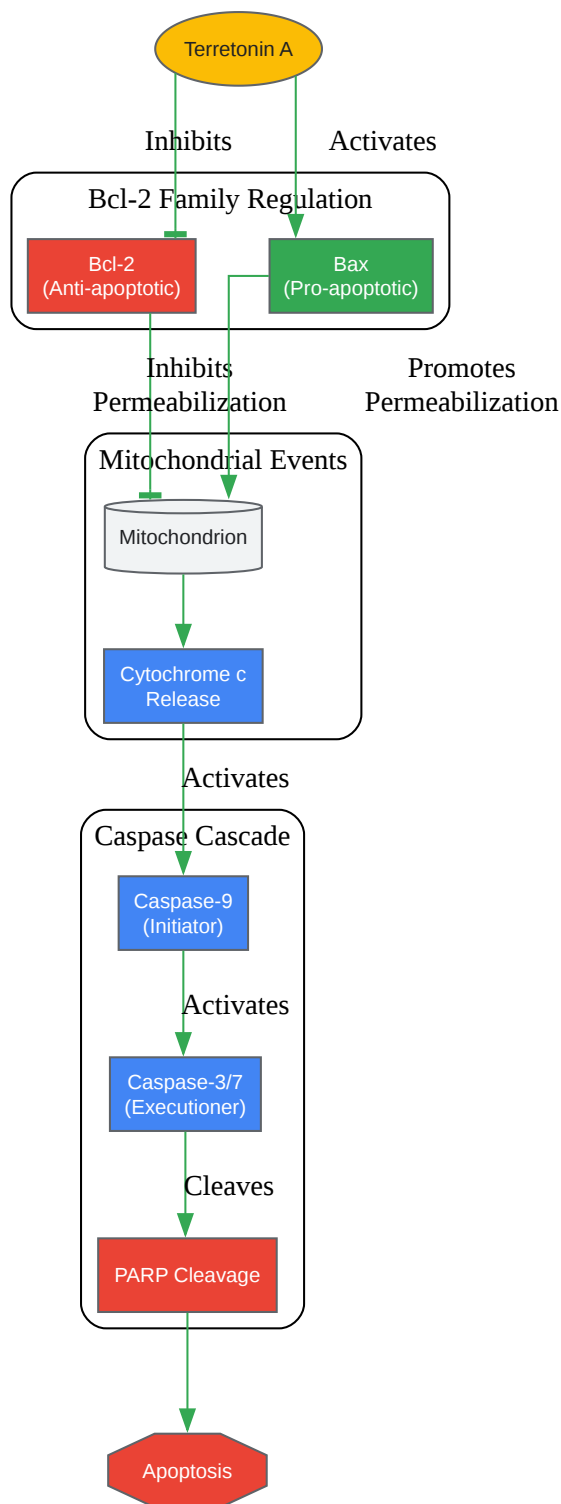 Terretonin A
Inhibits
Activates
Bcl-2 Family Regulation
Bcl-2
(Anti-apoptotic)
Bax
(Pro-apoptotic)
Inhibits
Permeabilization
Promotes
Permeabilization
Mitochondrial Events
Mitochondrion
Cytochrome c
Release
Activates
Caspase Cascade
Caspase-9
(Initiator)
Activates
Caspase-3/7
(Executioner)
Cleaves
PARP Cleavage
Apoptosis